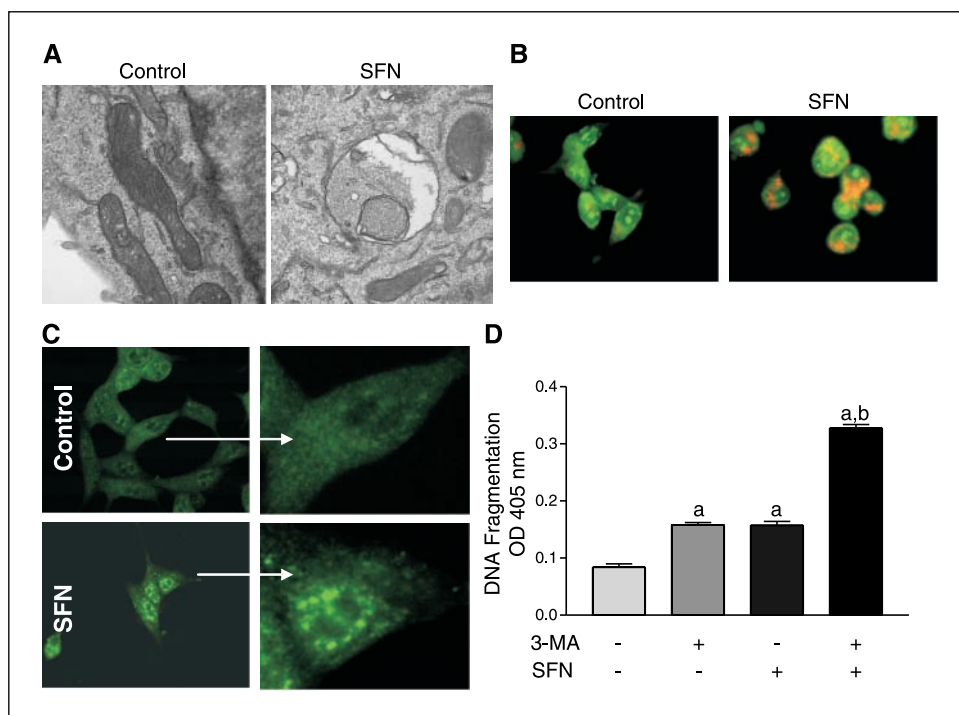 A
Control SFN
B
Control SFN
C
Control
SFN
D
DNA Fragmentation
OD 405 nm
0.4
0.3
0.2
0.1
0.0
a a a,b
3-MA - + - +
SFN - - + +